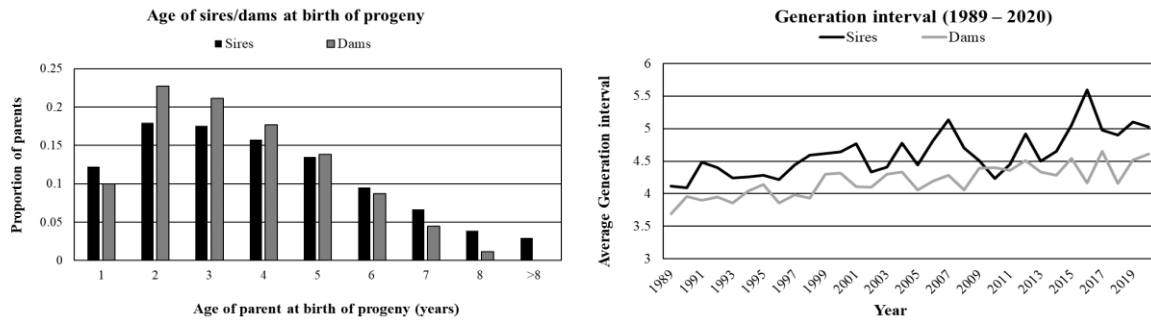 Age of sires/dams at birth of progeny
Sires Dams
Proportion of parents
0.25
0.2
0.15
0.1
0.05
0
1 2 3 4 5 6 7 8 >8
Age of parent at birth of progeny (years)
Generation interval (1989 – 2020)
Sires Dams
Average Generation interval
6
5.5
5
4.5
4
3.5
3
1989 1991 1993 1995 1997 1999 2001 2003 2005 2007 2009 2011 2013 2015 2017 2019
Year